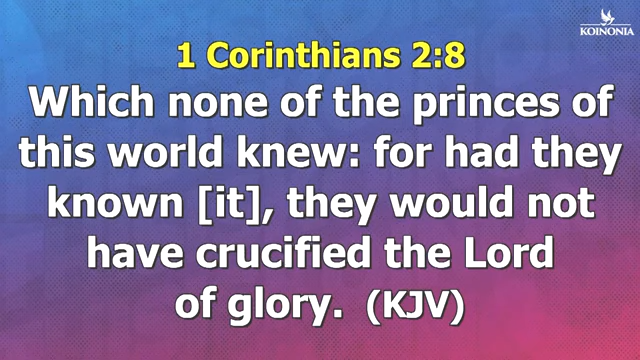 KOINONIA
1 Corinthians 2:8
Which none of the princes of
this world knew: for had they
known [it], they would not
have crucified the Lord
of glory. (KJV)